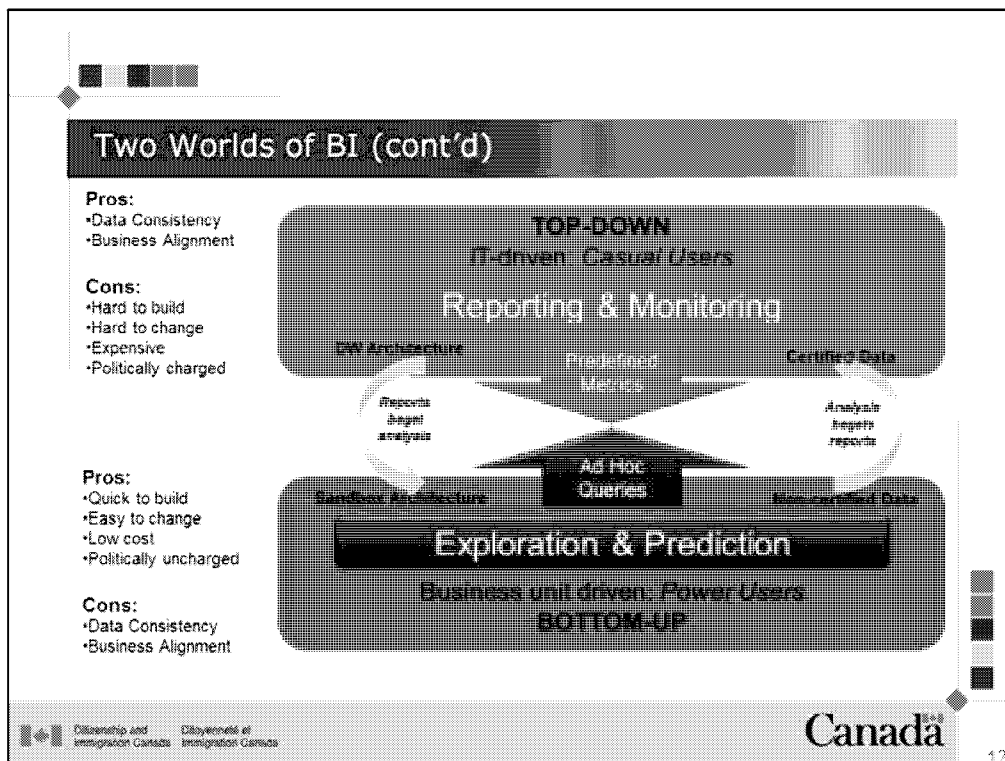 Two Worlds of BI (cont'd)
Pros:
•Data Consistency
•Business Alignment
Cons:
•Hard to build
•Hard to change
•Expensive
•Politically charged
TOP-DOWN
IT-driven Casual Users
Reporting & Monitoring
DW Architecture
Predefined
Metrics
Certified Data
Reports
beget
analysis
Analysis
begets
reports
Pros:
•Quick to build
•Easy to change
•Low cost
•Politically uncharged
Cons:
•Data Consistency
•Business Alignment
Ad Hoc
Queries
Sandbox Architecture
Non-certified Data
Exploration & Prediction
Business unit driven: Power Users
BOTTOM-UP
Citizenship and
Immigration Canada
Citoyenneté et
Immigration Canada
Canada